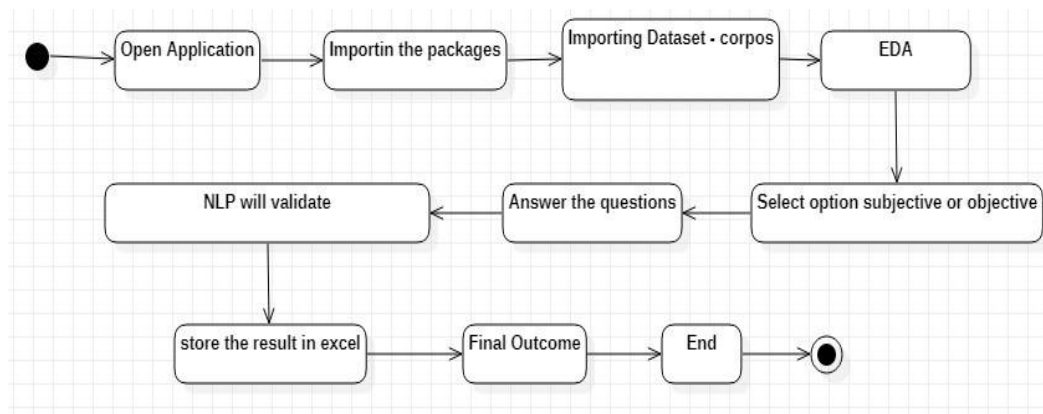 Open Application
Importin the packages
Importing Dataset - corpos
EDA
Select option subjective or objective
Answer the questions
NLP will validate
store the result in excel
Final Outcome
End